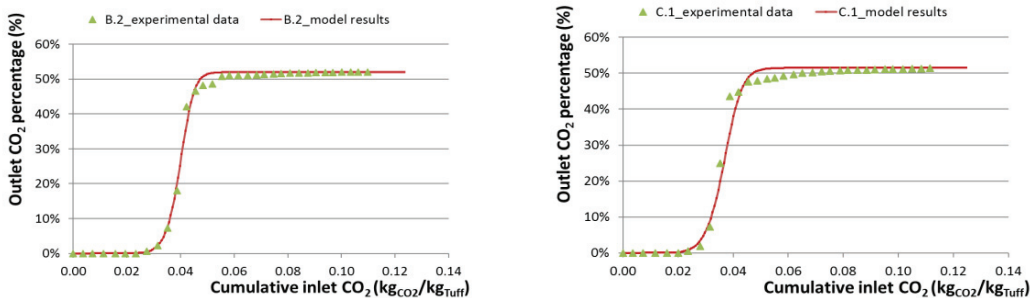 B.2_experimental data B.2_model results
Outlet CO2 percentage (%)
60%
50%
40%
30%
20%
10%
0%
0.00 0.02 0.04 0.06 0.08 0.10 0.12 0.14
Cumulative inlet CO2 (kgCO2/kgTuff)
C.1_experimental data C.1_model results
Outlet CO2 percentage (%)
60%
50%
40%
30%
20%
10%
0%
0.00 0.02 0.04 0.06 0.08 0.10 0.12 0.14
Cumulative inlet CO2 (kgCO2/kgTuff)